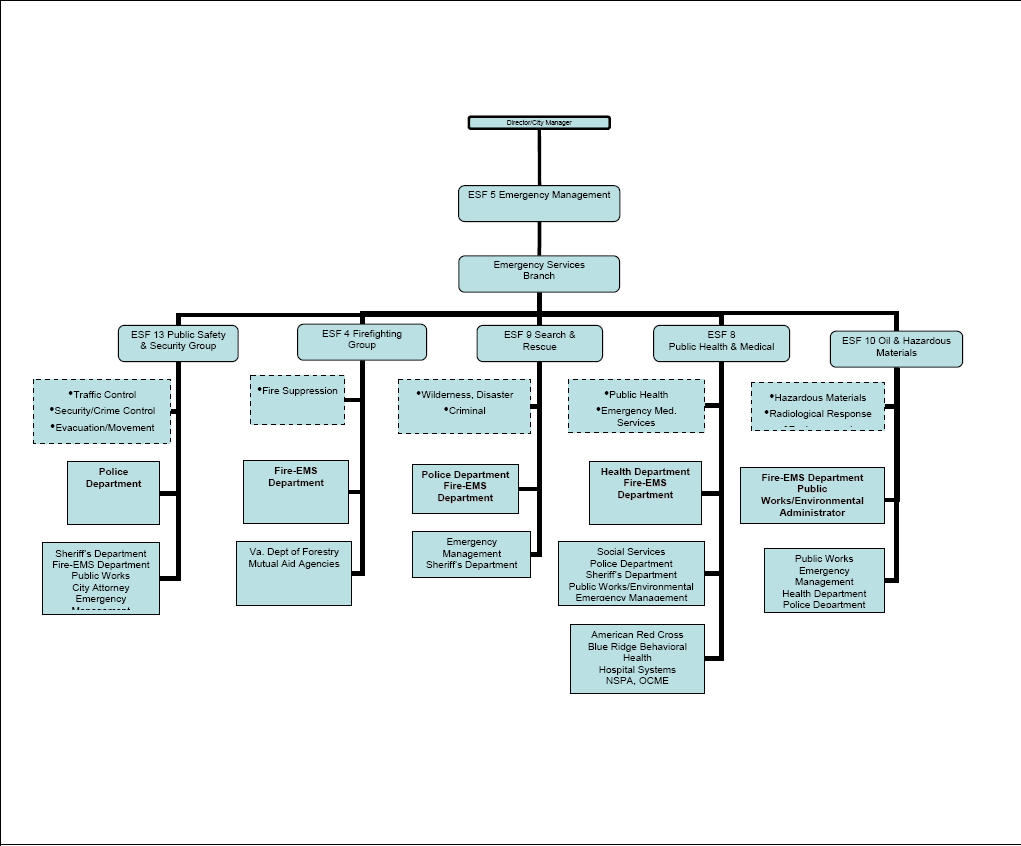 Director/City Manager
ESF 5 Emergency Management
Emergency Services
Branch
ESF 13 Public Safety
& Security Group
•Traffic Control
•Security/Crime Control
•Evacuation/Movement
Police
Department
Sheriff's Department
Fire-EMS Department
Public Works
City Attorney
Emergency
Management
ESF 4 Firefighting
Group
•Fire Suppression
Fire-EMS
Department
Va. Dept of Forestry
Mutual Aid Agencies
ESF 9 Search &
Rescue
•Wilderness, Disaster
•Criminal
Police Department
Fire-EMS
Department
Emergency
Management
Sheriff's Department
ESF 8
Public Health & Medical
•Public Health
•Emergency Med.
Services
Health Department
Fire-EMS
Department
Social Services
Police Department
Sheriff's Department
Public Works/Environmental
Emergency Management
American Red Cross
Blue Ridge Behavioral
Health
Hospital Systems
NSPA, OCME
ESF 10 Oil & Hazardous
Materials
•Hazardous Materials
•Radiological Response
Fire-EMS Department
Public
Works/Environmental
Administrator
Public Works
Emergency
Management
Health Department
Police Department